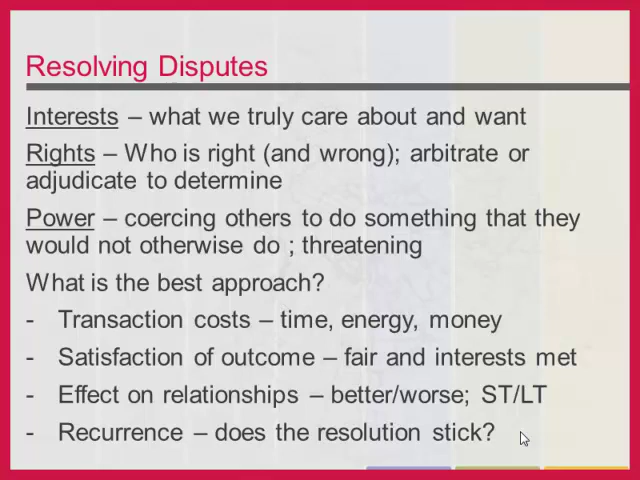 Resolving Disputes
Interests – what we truly care about and want
Rights – Who is right (and wrong); arbitrate or
adjudicate to determine
Power – coercing others to do something that they
would not otherwise do ; threatening
What is the best approach?
- Transaction costs – time, energy, money
- Satisfaction of outcome – fair and interests met
- Effect on relationships – better/worse; ST/LT
- Recurrence – does the resolution stick?